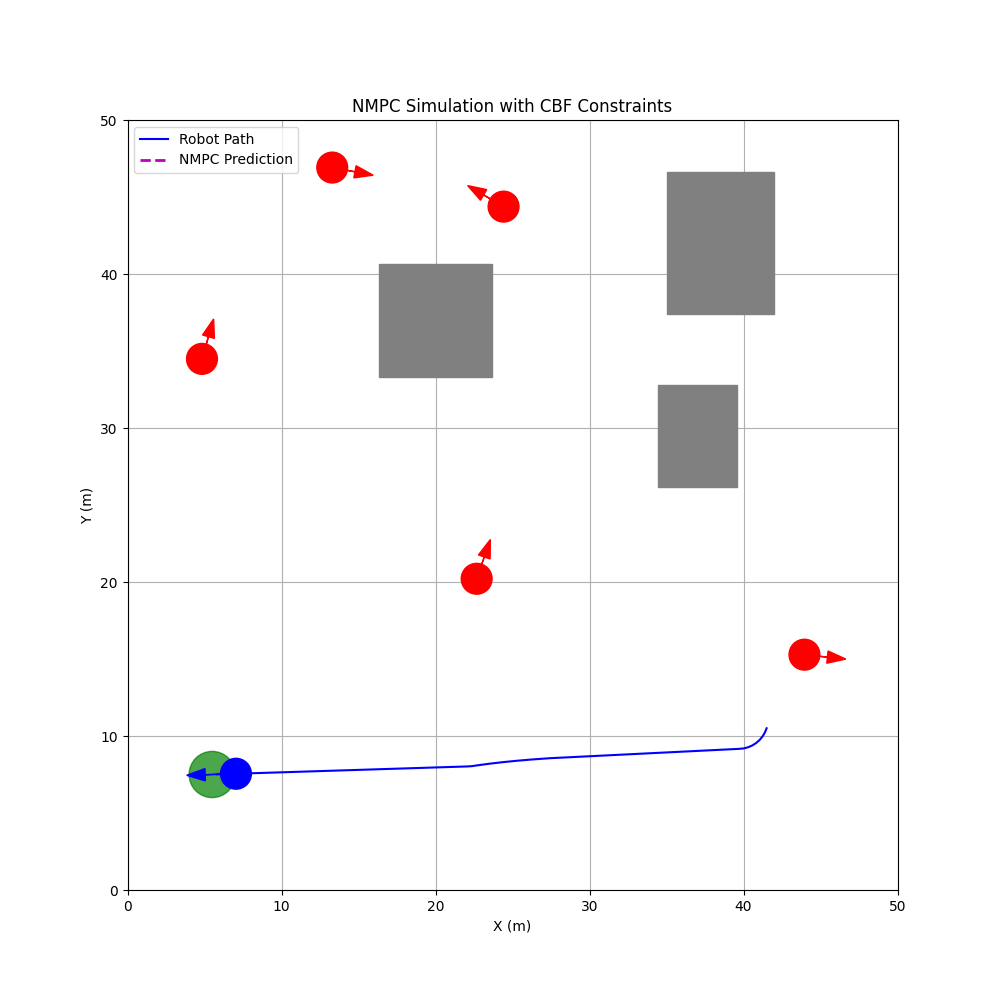 NMPC Simulation with CBF Constraints
Robot Path
NMPC Prediction
50
40
30
20
10
0
Y (m)
0 10 20 30 40 50
X (m)